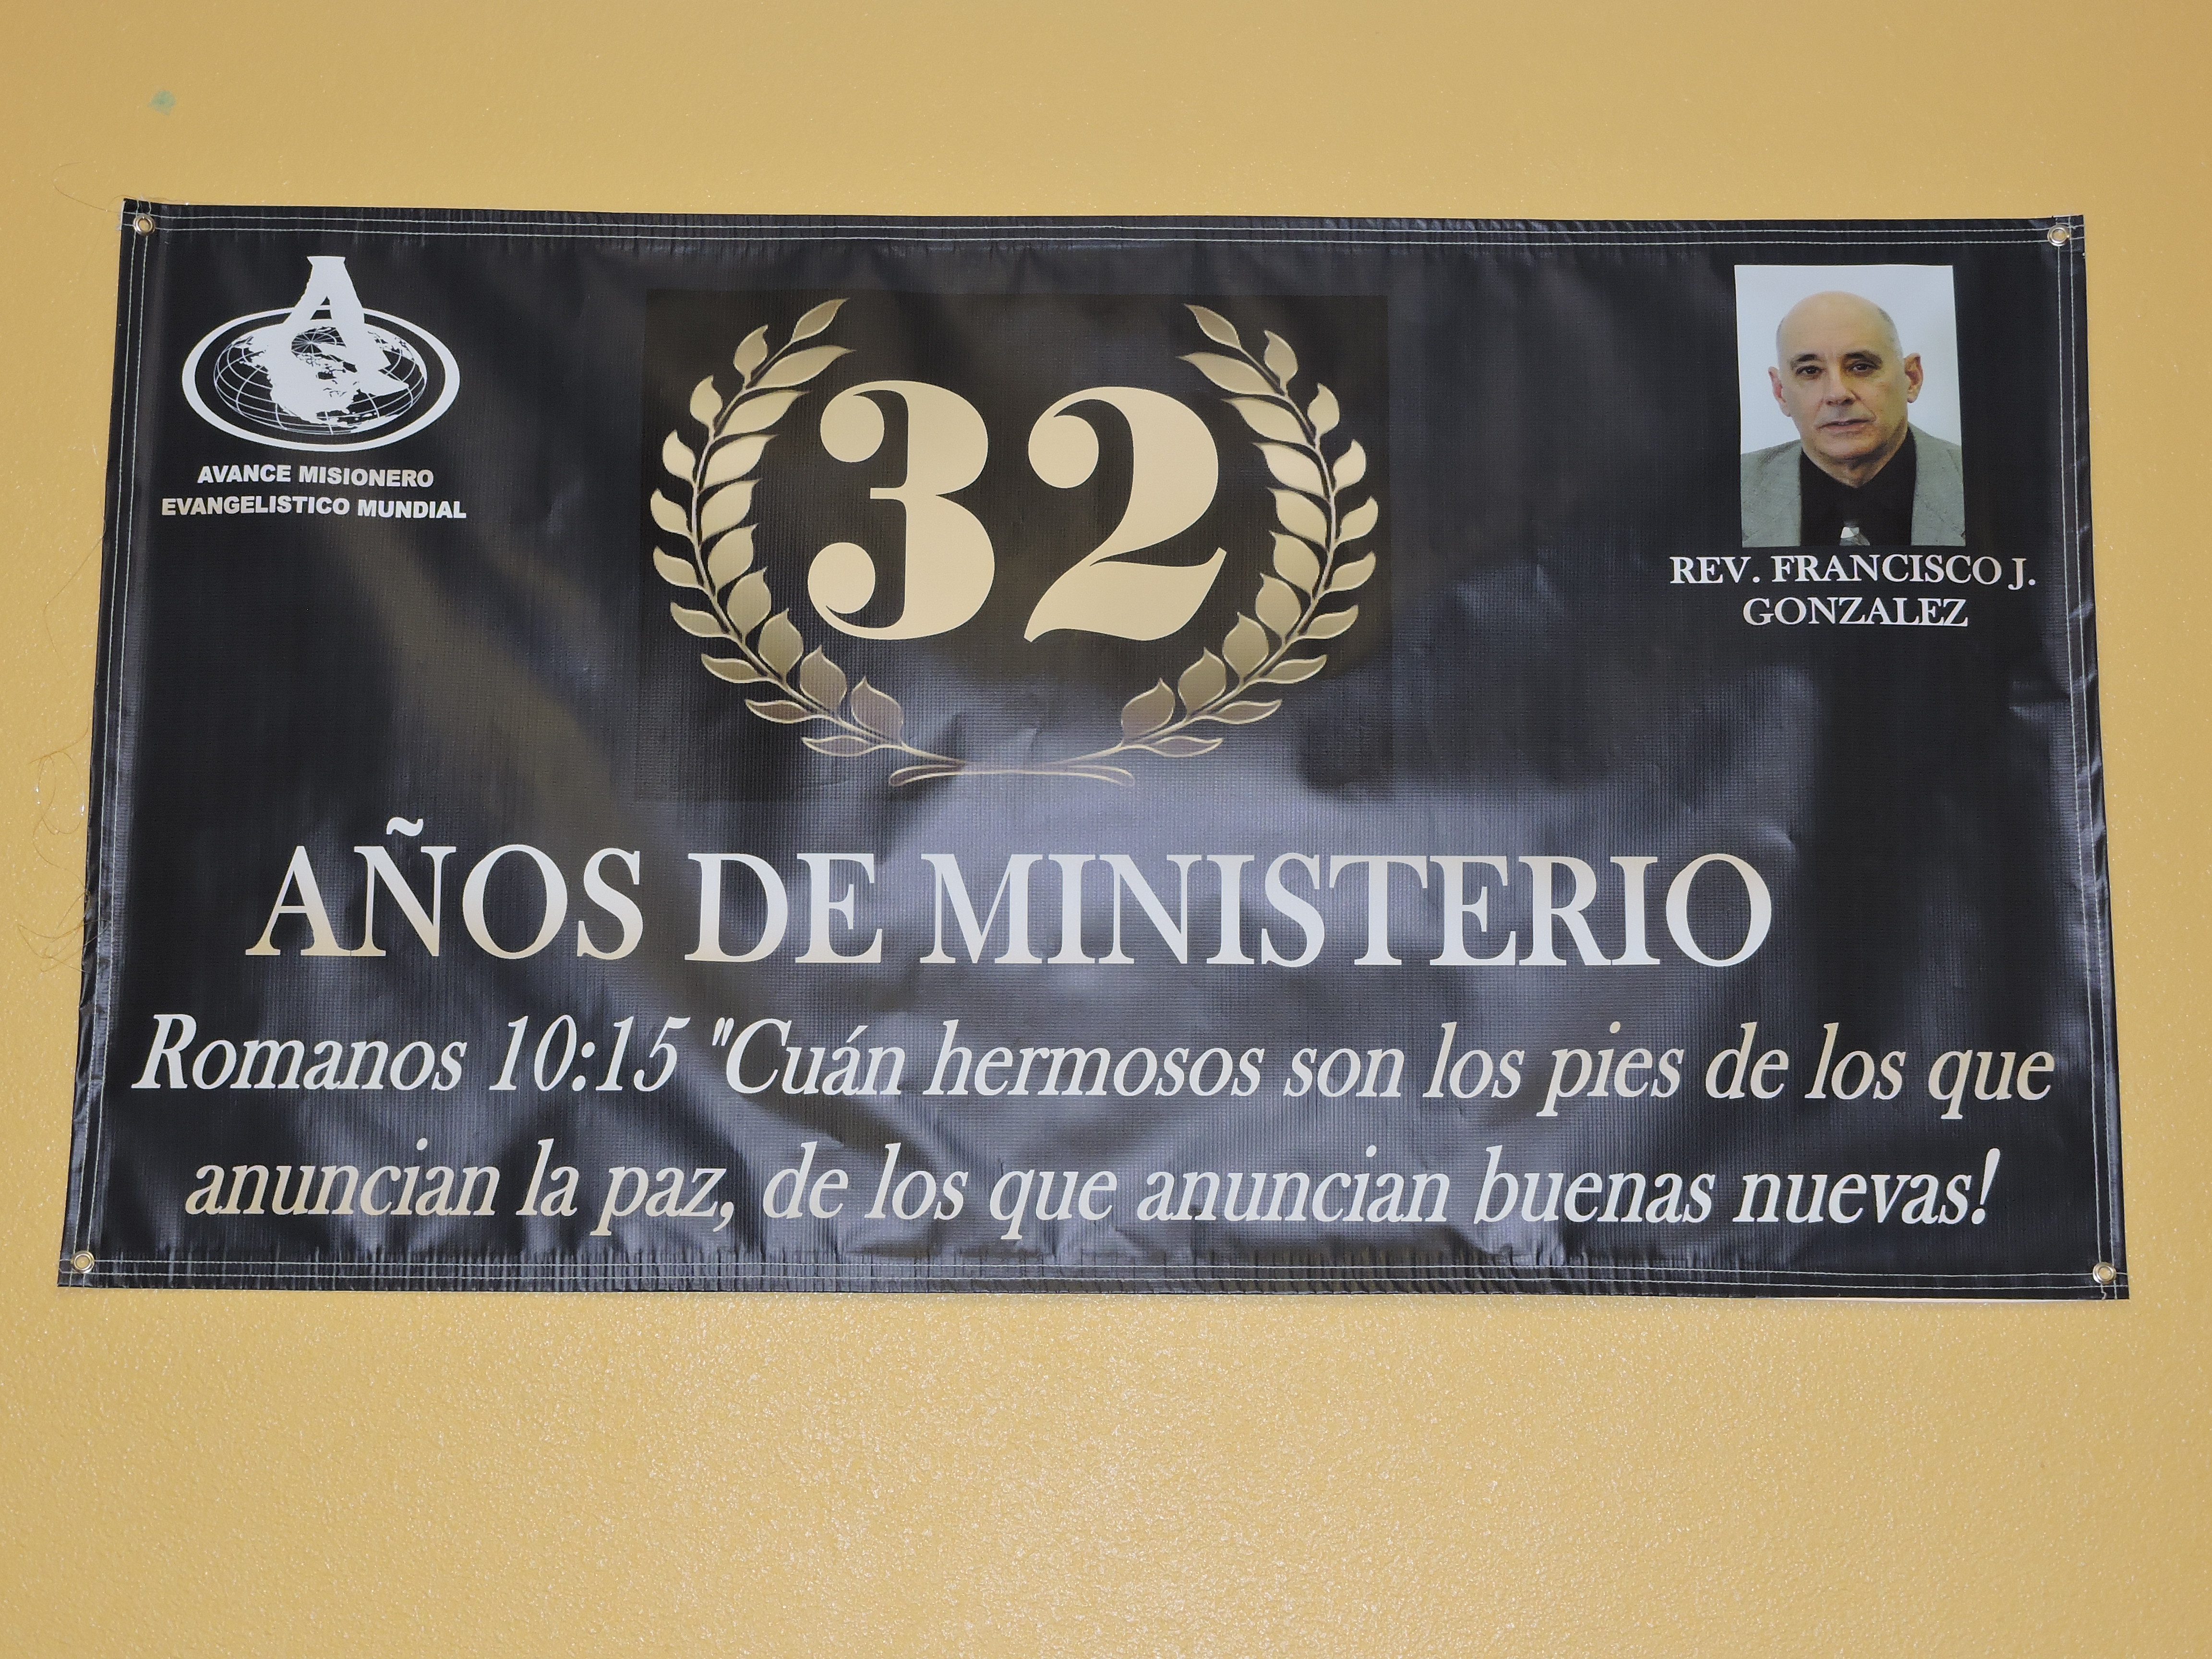 AVANCE MISIONERO
EVANGELISTICO MUNDIAL
32
REV. FRANCISCO J.
GONZALEZ
AÑOS DE MINISTERIO
Romanos 10:15 "Cuán hermosos son los pies de los que
anuncian la paz, de los que anuncian buenas nuevas!